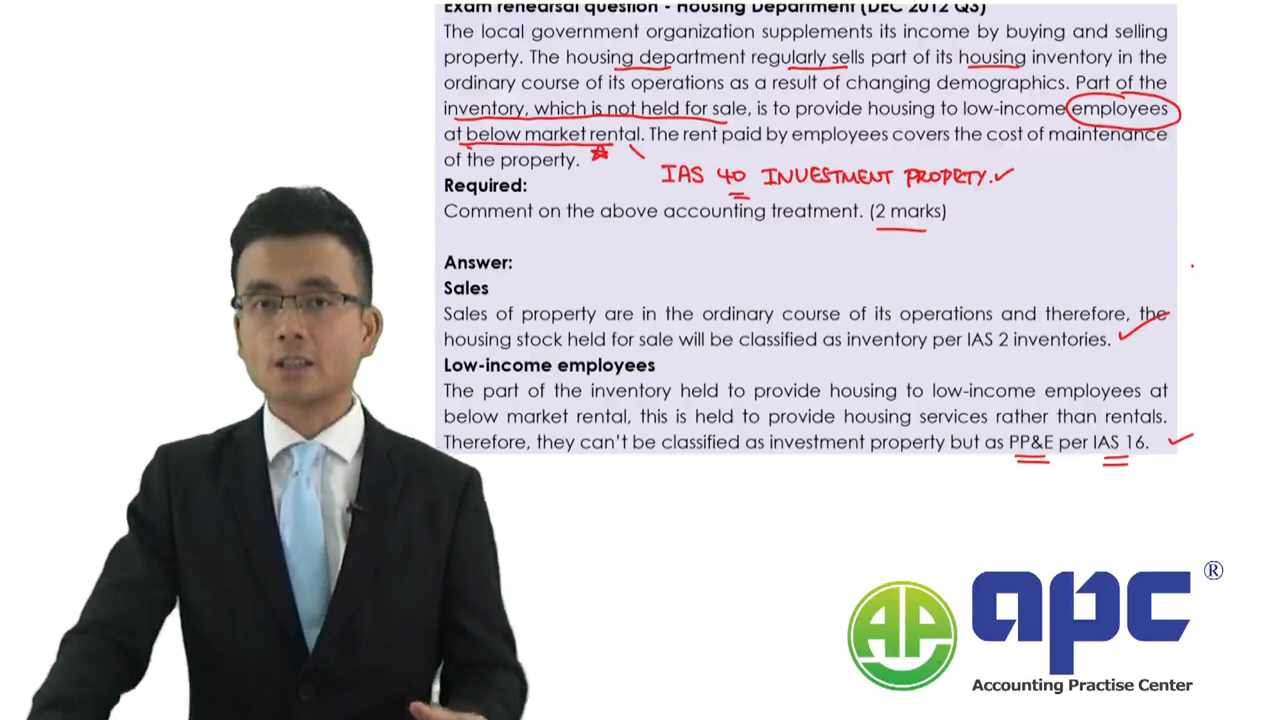 Exam rehearsal question - Housing Department (DEC 2012 Q3)
The local government organization supplements its income by buying and selling
property. The housing department regularly sells part of its housing inventory in the
ordinary course of its operations as a result of changing demographics. Part of the
inventory, which is not held for sale, is to provide housing to low-income employees
at below market rental. The rent paid by employees covers the cost of maintenance
of the property.
IAS 40 INVESTMENT PROPERTY.
Required:
Comment on the above accounting treatment. (2 marks)
Answer:
Sales
Sales of property are in the ordinary course of its operations and therefore, the
housing stock held for sale will be classified as inventory per IAS 2 inventories.
Low-income employees
The part of the inventory held to provide housing to low-income employees at
below market rental, this is held to provide housing services rather than rentals.
Therefore, they can't be classified as investment property but as PP&E per IAS 16.
AP
apc ®
Accounting Practise Center